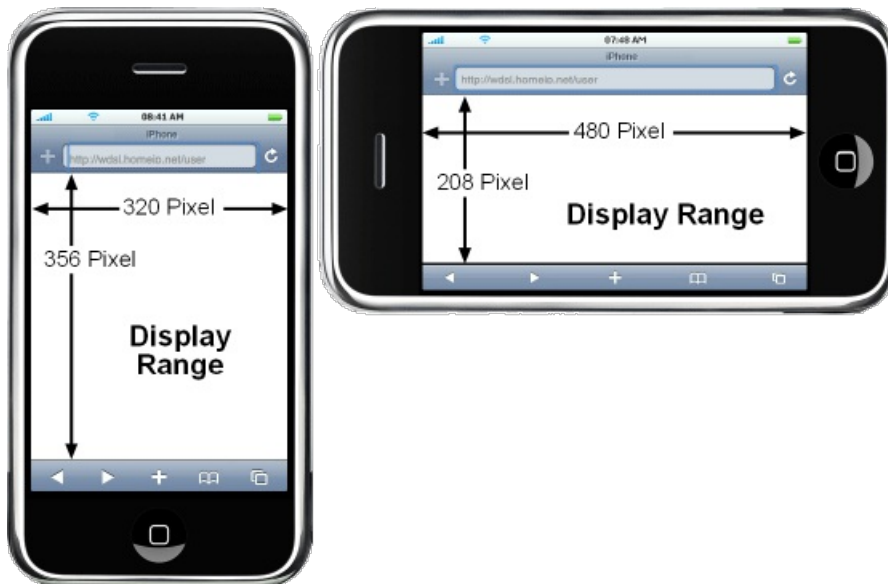 08:41 AM
iPhone
http://wdsl.homeip.net/user
320 Pixel
356 Pixel
Display
Range
07:48 AM
iPhone
http://wdsl.homeip.net/user
480 Pixel
208 Pixel
Display Range